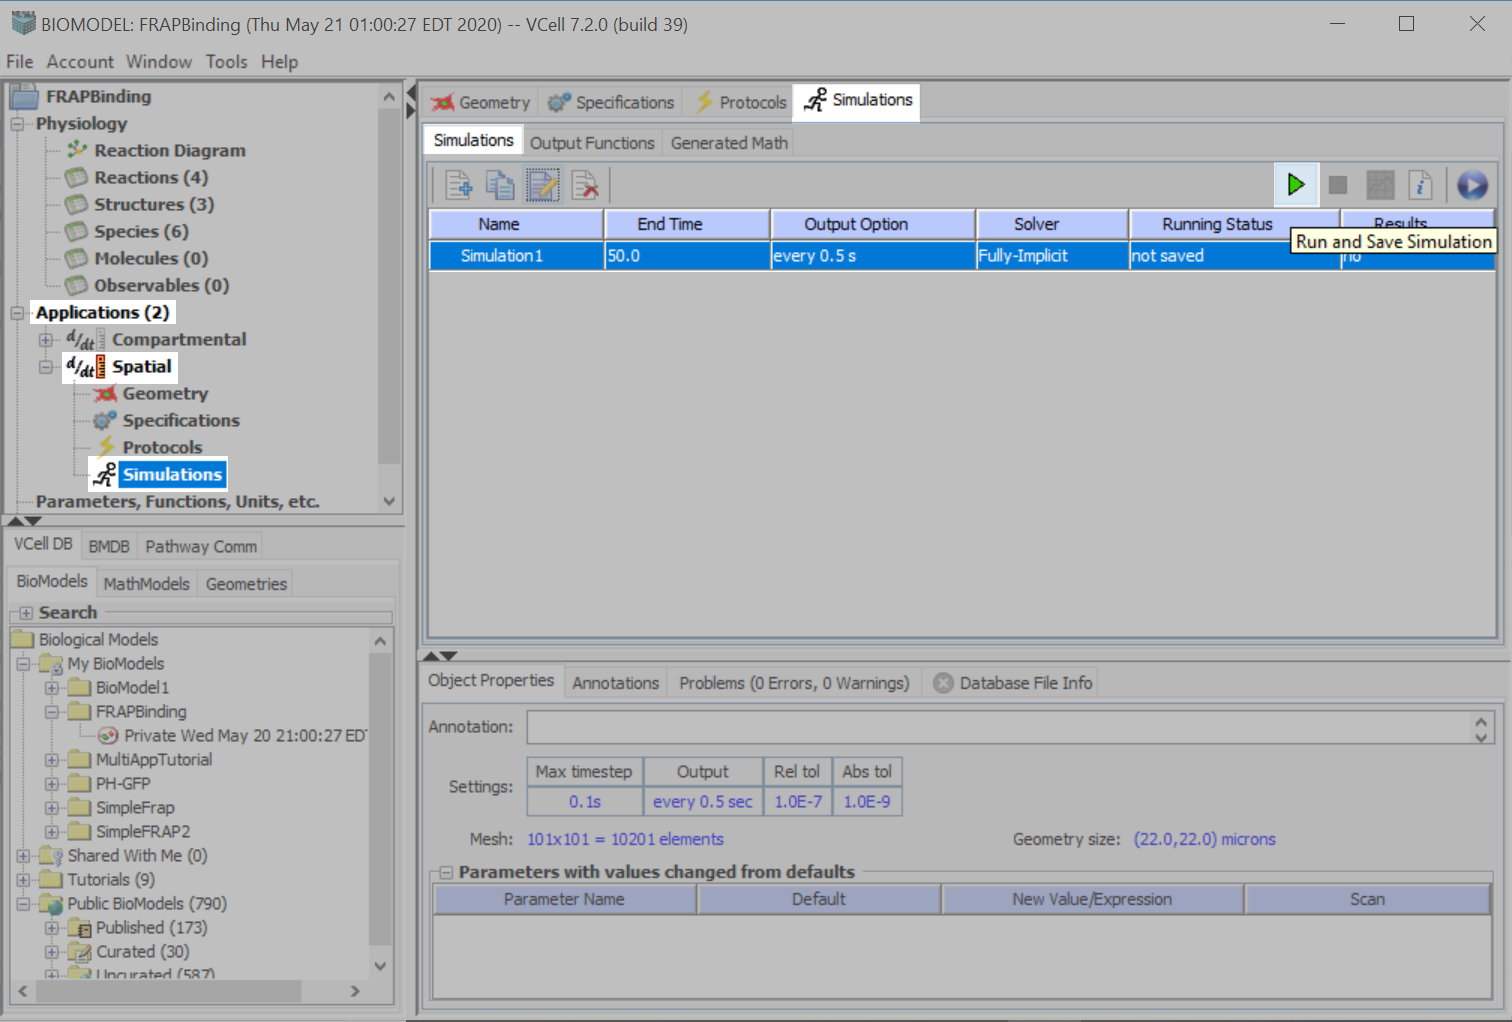 BIOMODEL: FRAPBinding (Thu May 21 01:00:27 EDT 2020) -- VCell 7.2.0 (build 39)
File Account Window Tools Help
FRAPBinding
Physiology
Reaction Diagram
Reactions (4)
Structures (3)
Species (6)
Molecules (0)
Observables (0)
Applications (2)
d/dt Compartmental
d/dt Spatial
Geometry
Specifications
Protocols
Simulations
Parameters, Functions, Units, etc.
VCell DB BMDB Pathway Comm
BioModels MathModels Geometries
Search
Biological Models
My BioModels
BioModel1
FRAPBinding
Private Wed May 20 21:00:27 EDT
MultiAppTutorial
PH-GFP
SimpleFrap
SimpleFRAP2
Shared With Me (0)
Tutorials (9)
Public BioModels (790)
Published (173)
Curated (30)
Uncurated (587)
Geometry Specifications Protocols Simulations
Simulations Output Functions Generated Math
Name End Time Output Option Solver Running Status Results
Run and Save Simulation
Simulation1 50.0 every 0.5 s Fully-Implicit not saved no
Object Properties Annotations Problems (0 Errors, 0 Warnings) Database File Info
Annotation:
Settings:
Max timestep Output Rel tol Abs tol
0.1s every 0.5 sec 1.0E-7 1.0E-9
Mesh: 101x101 = 10201 elements Geometry size: (22.0,22.0) microns
Parameters with values changed from defaults
Parameter Name Default New Value/Expression Scan